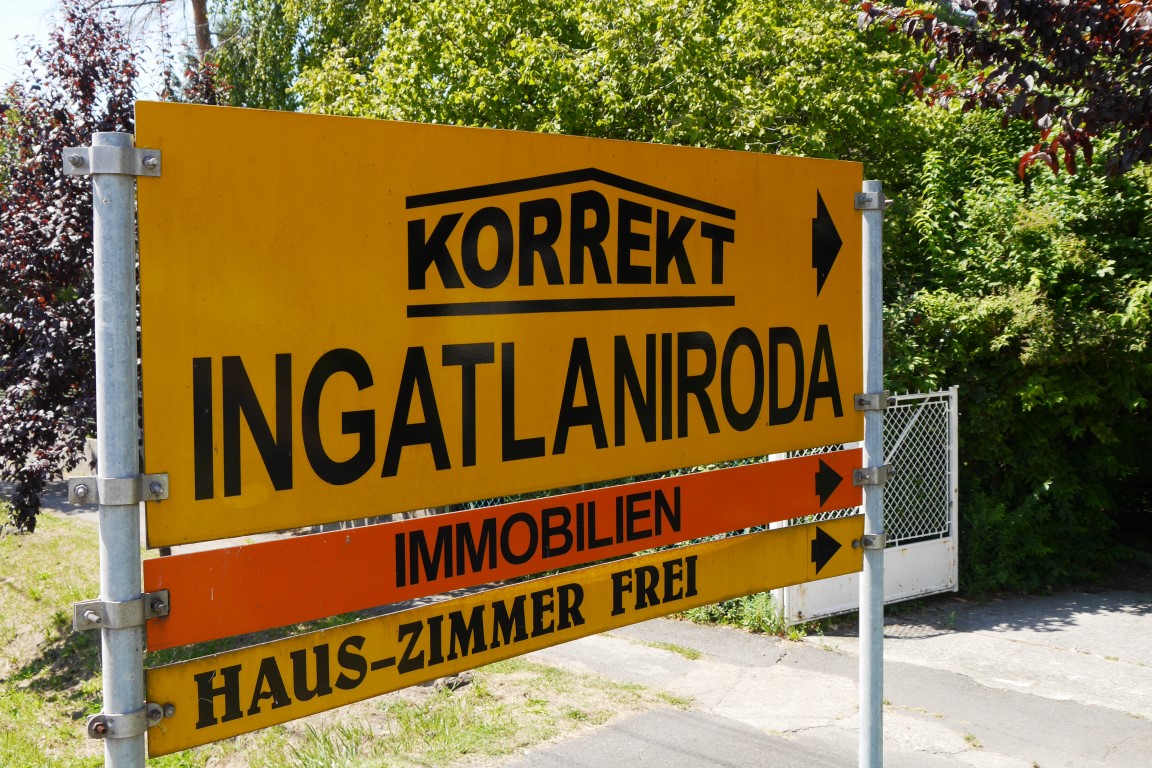 KORREKT
INGATLANIRODA
IMMOBILIEN
HAUS-ZIMMER FREI